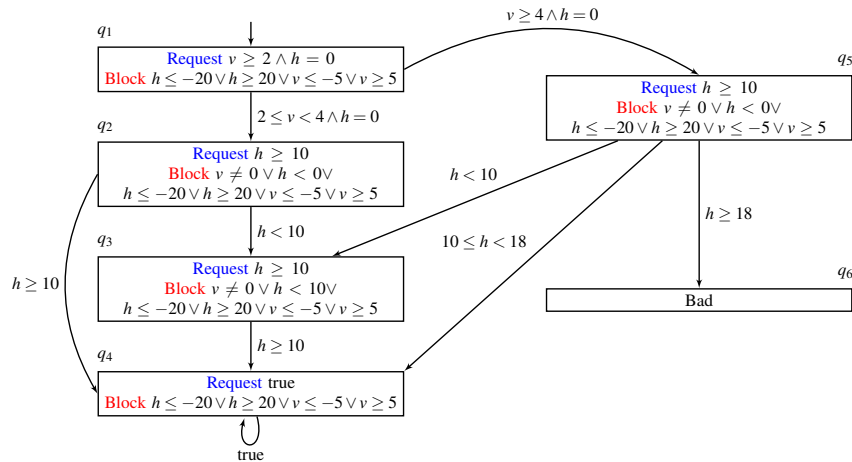 v ≥ 4 ∧ h = 0
q1
Request v ≥ 2 ∧ h = 0
Block h ≤ −20 ∨ h ≥ 20 ∨ v ≤ −5 ∨ v ≥ 5
q5
Request h ≥ 10
Block v ≠ 0 ∨ h < 0∨
h ≤ −20 ∨ h ≥ 20 ∨ v ≤ −5 ∨ v ≥ 5
2 ≤ v < 4 ∧ h = 0
q2
Request h ≥ 10
Block v ≠ 0 ∨ h < 0∨
h ≤ −20 ∨ h ≥ 20 ∨ v ≤ −5 ∨ v ≥ 5
h < 10
h ≥ 18
h < 10
10 ≤ h < 18
q3
Request h ≥ 10
Block v ≠ 0 ∨ h < 10∨
h ≤ −20 ∨ h ≥ 20 ∨ v ≤ −5 ∨ v ≥ 5
h ≥ 10
q6
Bad
h ≥ 10
q4
Request true
Block h ≤ −20 ∨ h ≥ 20 ∨ v ≤ −5 ∨ v ≥ 5
true